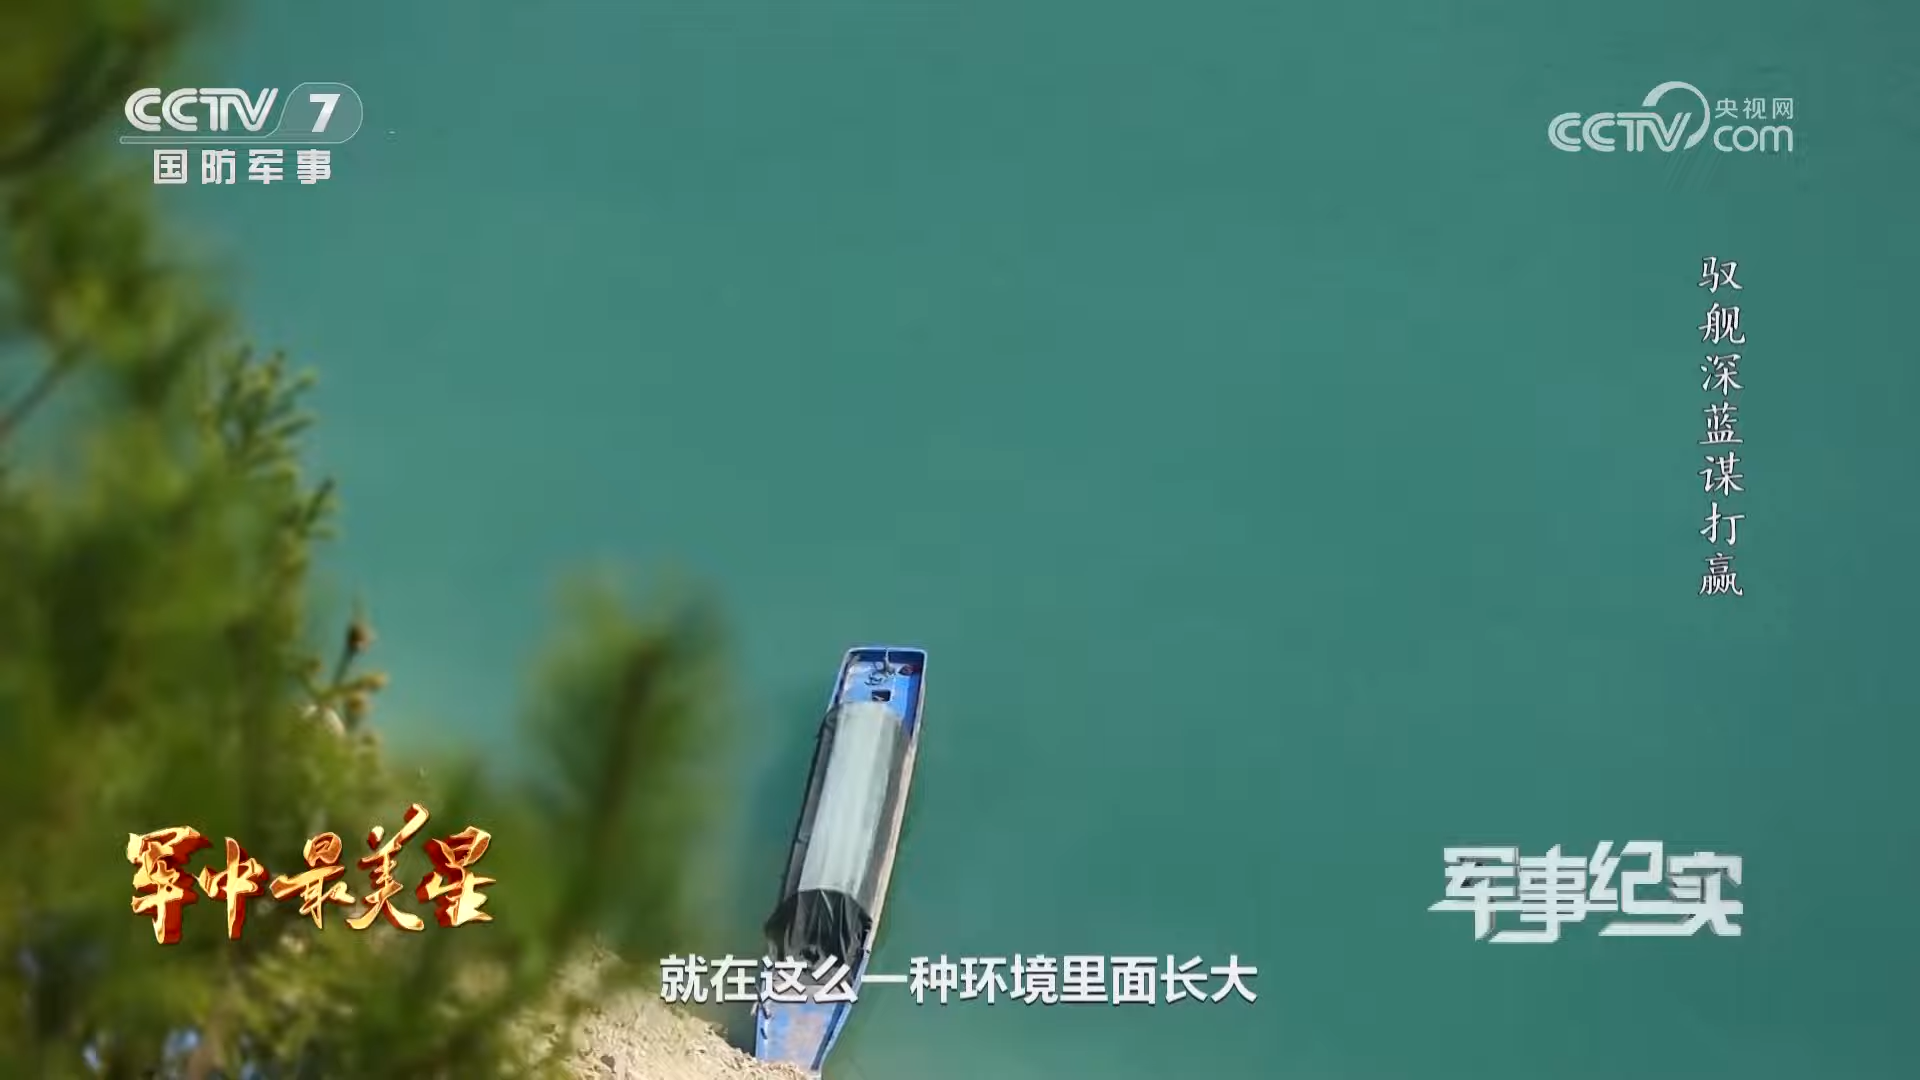 CCTV 7
国防军事
央视网
CCTV com
驭舰深蓝谋打赢
军中最美星
军事纪实
就在这么一种环境里面长大